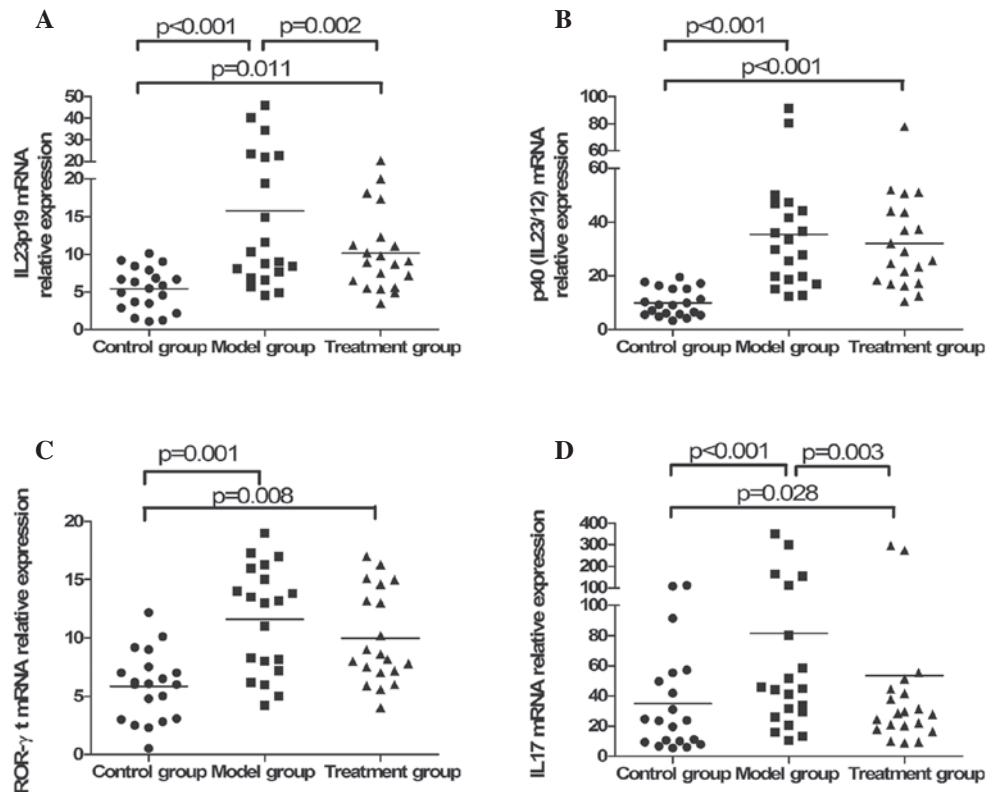 A
p<0.001
p=0.002
p=0.011
IL23p19 mRNA
relative expression
50
40
30
20
20
15
10
5
0
Control group Model group Treatment group
B
p<0.001
p<0.001
p40 (IL23/12) mRNA
relative expression
100
80
60
60
40
20
0
Control group Model group Treatment group
C
p=0.001
p=0.008
ROR-γ t mRNA relative expression
20
15
10
5
0
Control group Model group Treatment group
D
p<0.001
p=0.003
p=0.028
IL17 mRNA relative expression
400
300
200
100
80
60
40
20
0
Control group Model group Treatment group